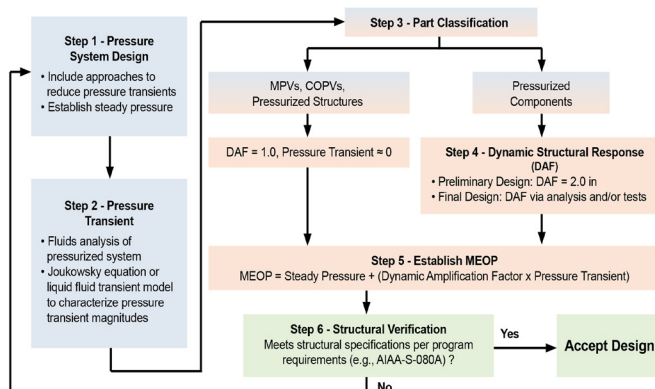 Step 1 - Pressure
System Design
• Include approaches to
reduce pressure transients
• Establish steady pressure
Step 2 - Pressure
Transient
• Fluids analysis of
pressurized system
• Joukowsky equation or
liquid fluid transient model
to characterize pressure
transient magnitudes
Step 3 - Part Classification
MPVs, COPVs,
Pressurized Structures
Pressurized
Components
DAF = 1.0, Pressure Transient ≈ 0
Step 4 - Dynamic Structural Response
(DAF)
• Preliminary Design: DAF = 2.0 in
• Final Design: DAF via analysis and/or tests
Step 5 - Establish MEOP
MEOP = Steady Pressure + (Dynamic Amplification Factor x Pressure Transient)
Step 6 - Structural Verification
Meets structural specifications per program
requirements (e.g., AIAA-S-080A) ?
Yes
Accept Design
No